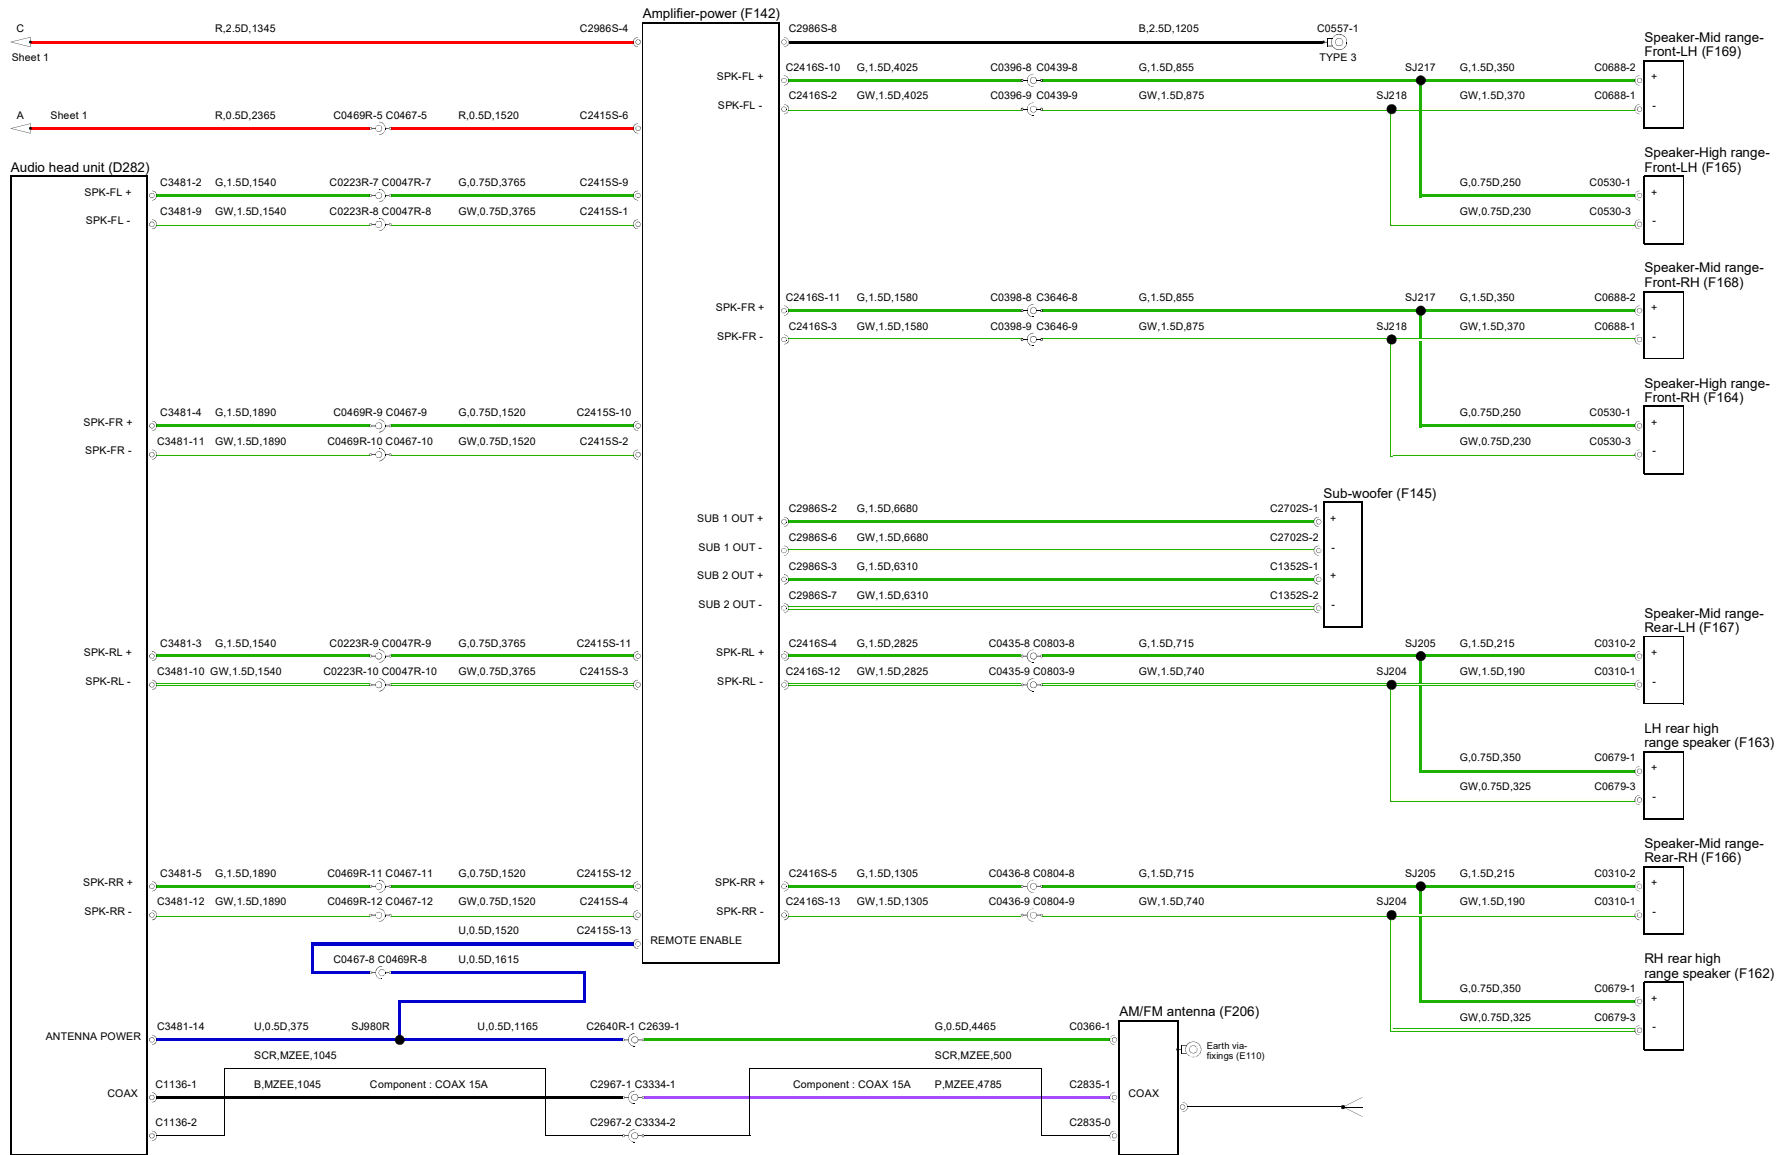 Amplifier-power (F142)
C R,2.5D,1345 C2986S-4
Sheet 1
C2986S-8 B,2.5D,1205 C0557-1
TYPE 3
Speaker-Mid range-
Front-LH (F169)
SPK-FL + C2416S-10 G,1.5D,4025 C0396-8 C0439-8 G,1.5D,855 SJ217 G,1.5D,350 C0688-2 +
SPK-FL - C2416S-2 GW,1.5D,4025 C0396-9 C0439-9 GW,1.5D,875 SJ218 GW,1.5D,370 C0688-1 -
A Sheet 1 R,0.5D,2365 C0469R-5 C0467-5 R,0.5D,1520 C2415S-6
Speaker-High range-
Front-LH (F165)
G,0.75D,250 C0530-1 +
GW,0.75D,230 C0530-3 -
Audio head unit (D282)
SPK-FL + C3481-2 G,1.5D,1540 C0223R-7 C0047R-7 G,0.75D,3765 C2415S-9
SPK-FL - C3481-9 GW,1.5D,1540 C0223R-8 C0047R-8 GW,0.75D,3765 C2415S-1
Speaker-Mid range-
Front-RH (F168)
SPK-FR + C2416S-11 G,1.5D,1580 C0398-8 C3646-8 G,1.5D,855 SJ217 G,1.5D,350 C0688-2 +
SPK-FR - C2416S-3 GW,1.5D,1580 C0398-9 C3646-9 GW,1.5D,875 SJ218 GW,1.5D,370 C0688-1 -
Speaker-High range-
Front-RH (F164)
G,0.75D,250 C0530-1 +
GW,0.75D,230 C0530-3 -
SPK-FR + C3481-4 G,1.5D,1890 C0469R-9 C0467-9 G,0.75D,1520 C2415S-10
SPK-FR - C3481-11 GW,1.5D,1890 C0469R-10 C0467-10 GW,0.75D,1520 C2415S-2
Sub-woofer (F145)
SUB 1 OUT + C2986S-2 G,1.5D,6680 C2702S-1 +
SUB 1 OUT - C2986S-6 GW,1.5D,6680 C2702S-2 -
SUB 2 OUT + C2986S-3 G,1.5D,6310 C1352S-1 +
SUB 2 OUT - C2986S-7 GW,1.5D,6310 C1352S-2 -
Speaker-Mid range-
Rear-LH (F167)
SPK-RL + C3481-3 G,1.5D,1540 C0223R-9 C0047R-9 G,0.75D,3765 C2415S-11
SPK-RL - C3481-10 GW,1.5D,1540 C0223R-10 C0047R-10 GW,0.75D,3765 C2415S-3
SPK-RL + C2416S-4 G,1.5D,2825 C0435-8 C0803-8 G,1.5D,715 SJ205 G,1.5D,215 C0310-2 +
SPK-RL - C2416S-12 GW,1.5D,2825 C0435-9 C0803-9 GW,1.5D,740 SJ204 GW,1.5D,190 C0310-1 -
LH rear high
range speaker (F163)
G,0.75D,350 C0679-1 +
GW,0.75D,325 C0679-3 -
Speaker-Mid range-
Rear-RH (F166)
SPK-RR + C3481-5 G,1.5D,1890 C0469R-11 C0467-11 G,0.75D,1520 C2415S-12
SPK-RR - C3481-12 GW,1.5D,1890 C0469R-12 C0467-12 GW,0.75D,1520 C2415S-4
SPK-RR + C2416S-5 G,1.5D,1305 C0436-8 C0804-8 G,1.5D,715 SJ205 G,1.5D,215 C0310-2 +
SPK-RR - C2416S-13 GW,1.5D,1305 C0436-9 C0804-9 GW,1.5D,740 SJ204 GW,1.5D,190 C0310-1 -
U,0.5D,1520 C2415S-13 REMOTE ENABLE
C0467-8 C0469R-8 U,0.5D,1615
RH rear high
range speaker (F162)
G,0.75D,350 C0679-1 +
GW,0.75D,325 C0679-3 -
AM/FM antenna (F206)
ANTENNA POWER C3481-14 U,0.5D,375 SJ980R U,0.5D,1165 C2640R-1 C2639-1 G,0.5D,4465 C0366-1
Earth via-
fixings (E110)
SCR,MZEE,1045 SCR,MZEE,500
COAX C1136-1 B,MZEE,1045 Component : COAX 15A C2967-1 C3334-1 Component : COAX 15A P,MZEE,4785 C2835-1 COAX
C1136-2 C2967-2 C3334-2 C2835-0